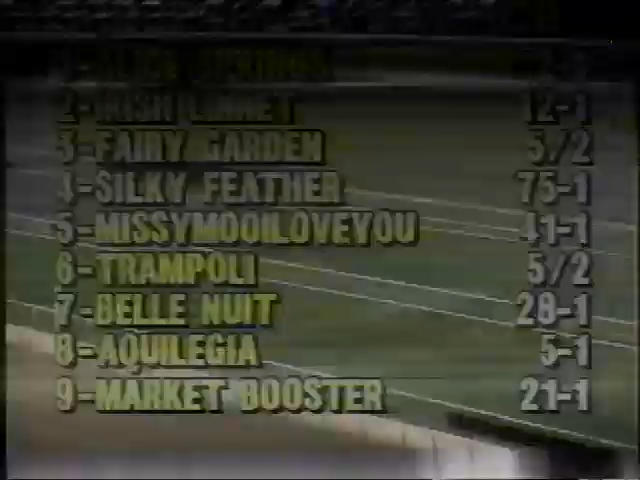 2-IRISH LINNET 12-1
3-FAIRY GARDEN 5/2
4-SILKY FEATHER 75-1
5-MISSYMOOILOVEYOU 41-1
6-TRAMPOLI 5/2
7-BELLE NUIT 28-1
8-AQUILEGIA 5-1
9-MARKET BOOSTER 21-1